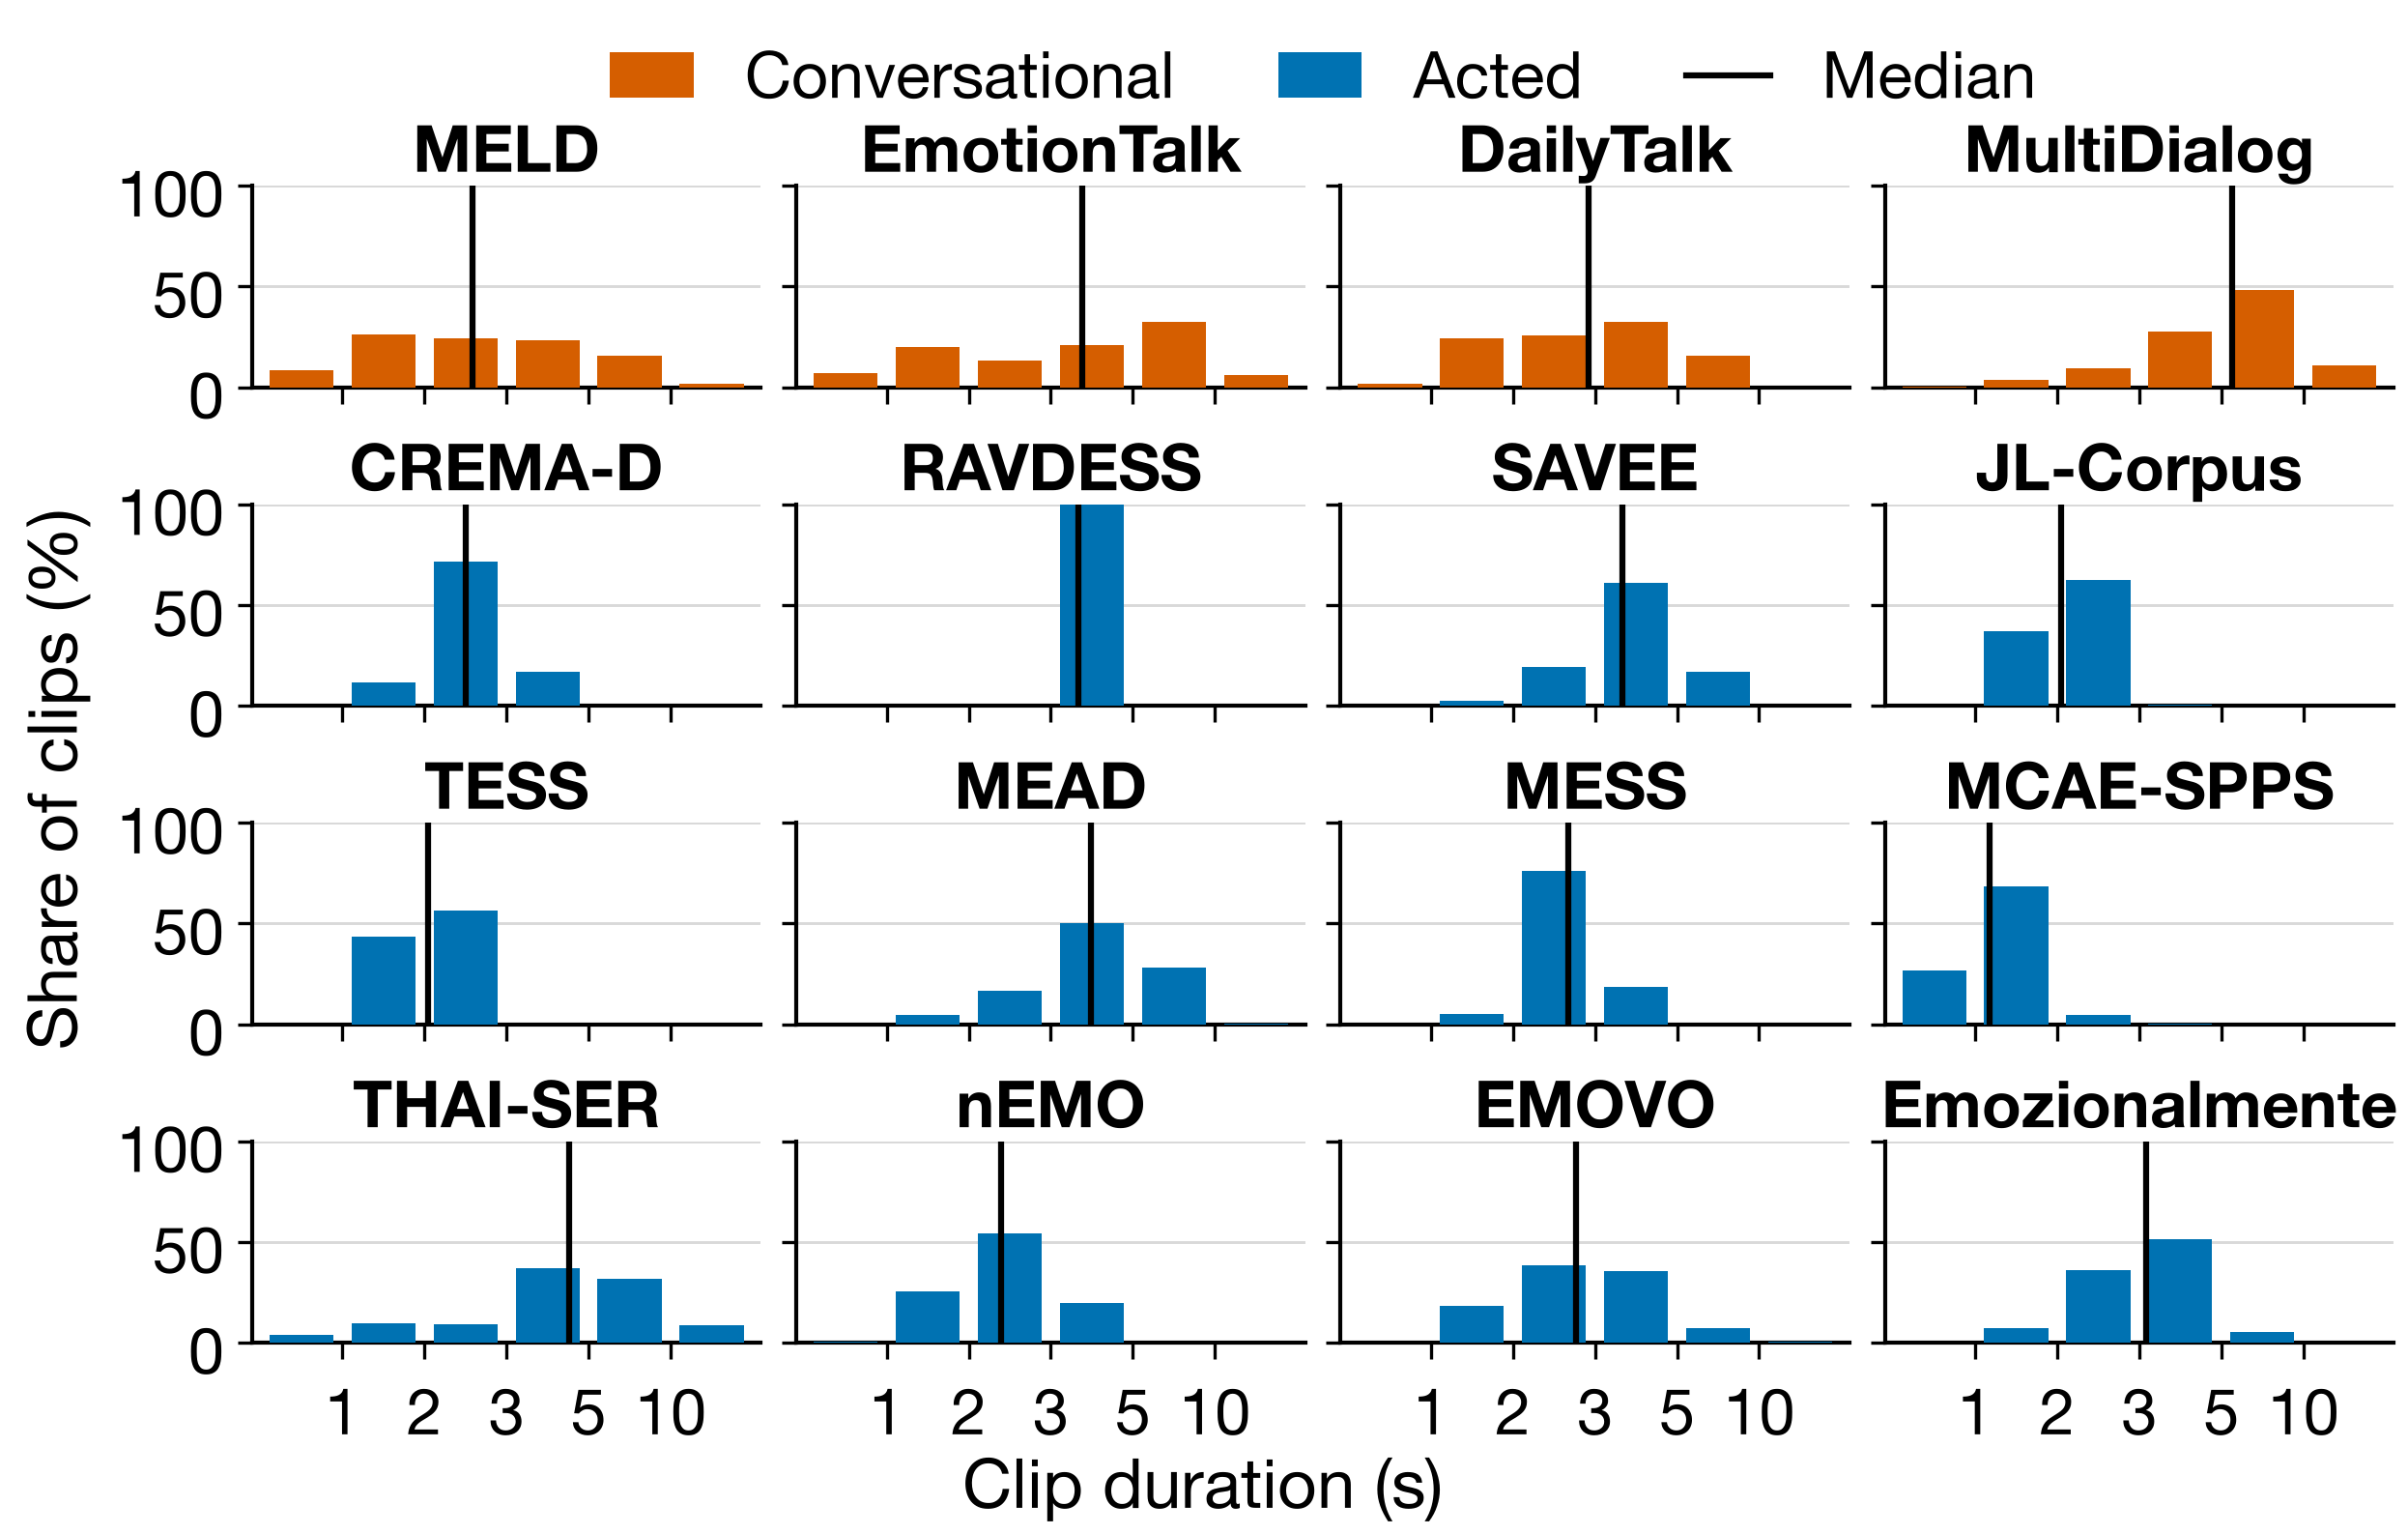 Conversational Acted Median
MELD EmotionTalk DailyTalk MultiDialog
100
50
0
CREMA-D RAVDESS SAVEE JL-Corpus
100
50
0
TESS MEAD MESS MCAE-SPPS
100
50
0
THAI-SER nEMO EMOVO Emozionalmente
100
50
0
1 2 3 5 10 1 2 3 5 10 1 2 3 5 10 1 2 3 5 10
Clip duration (s)
Share of clips (%)